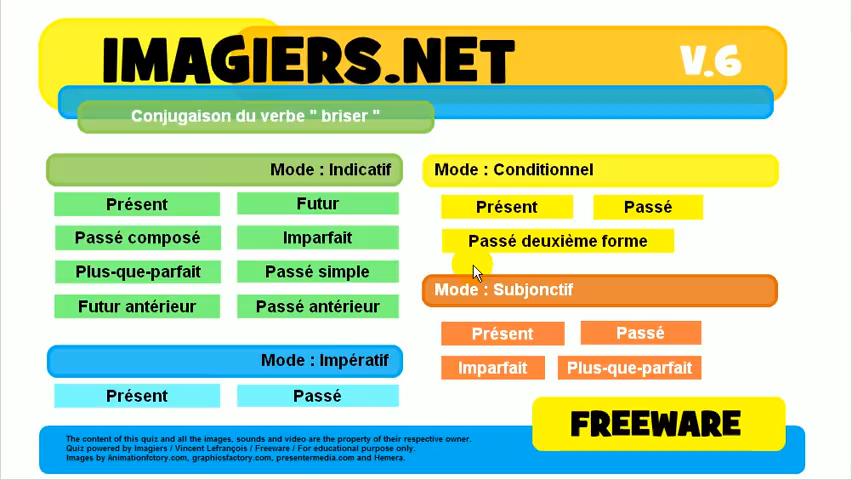 IMAGIERS.NET
V.6
Conjugaison du verbe " briser "
Mode : Indicatif
Présent
Futur
Passé composé
Imparfait
Plus-que-parfait
Passé simple
Futur antérieur
Passé antérieur
Mode : Impératif
Présent
Passé
Mode : Conditionnel
Présent
Passé
Passé deuxième forme
Mode : Subjonctif
Présent
Passé
Imparfait
Plus-que-parfait
FREEWARE
The content of this quiz and all the images, sounds and video are the property of their respective owner.
Quiz powered by Imagiers / Vincent Lefrançois / Freeware / For educational purpose only.
Images by Animationfctory.com, graphicsfactory.com, presentermedia.com and Hemera.